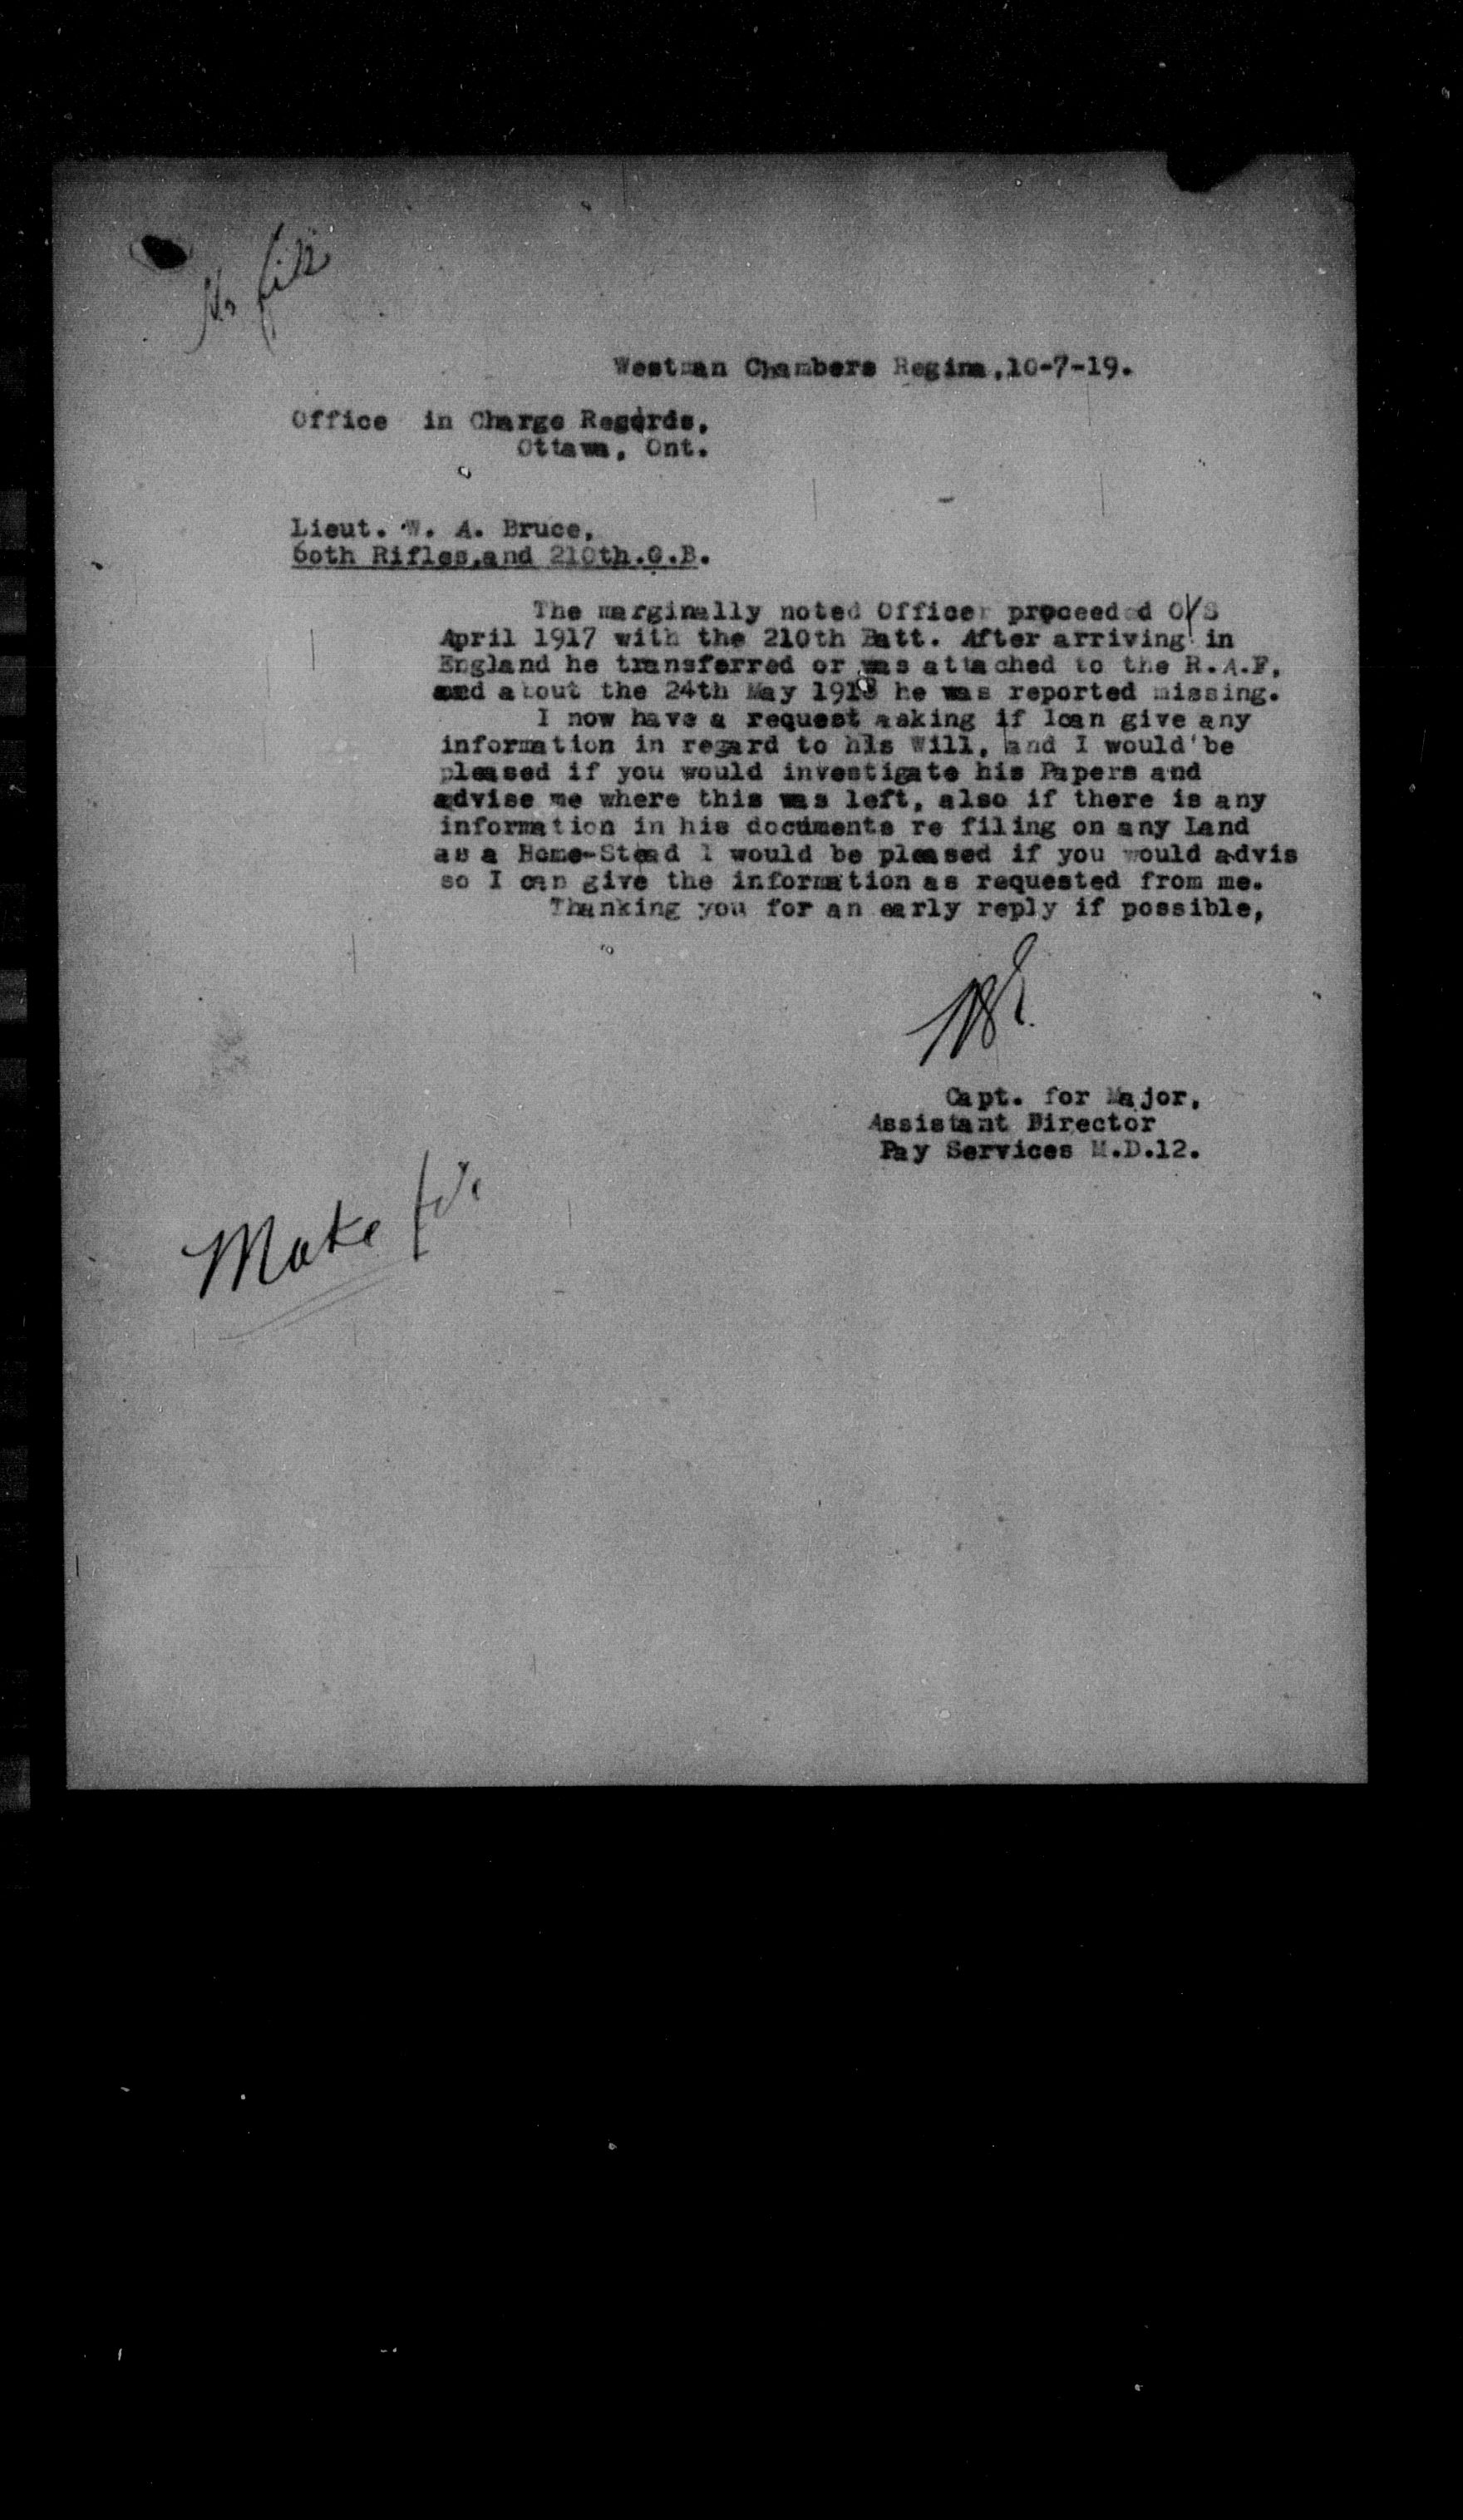 No file
Westman Chambers Regina,10-7-19.
Office in Charge Regords,
Ottawa, Ont.
Lieut. W. A. Bruce,
60th Rifles,and 210th.O.B.
The marginally noted Officer proceeded O/S
April 1917 with the 210th Batt. After arriving in
England he transferred or was attached to the R.A.F,
and about the 24th May 1918 he was reported missing.
I now have a request asking if Ican give any
information in regard to his Will, and I would be
pleased if you would investigate his Papers and
advise me where this was left, also if there is any
information in his documents re filing on any Land
as a Home-Stead I would be pleased if you would advis
so I can give the information as requested from me.
Thanking you for an early reply if possible,
Capt. for Major,
Assistant Director
Pay Services M.D.12.
Make file